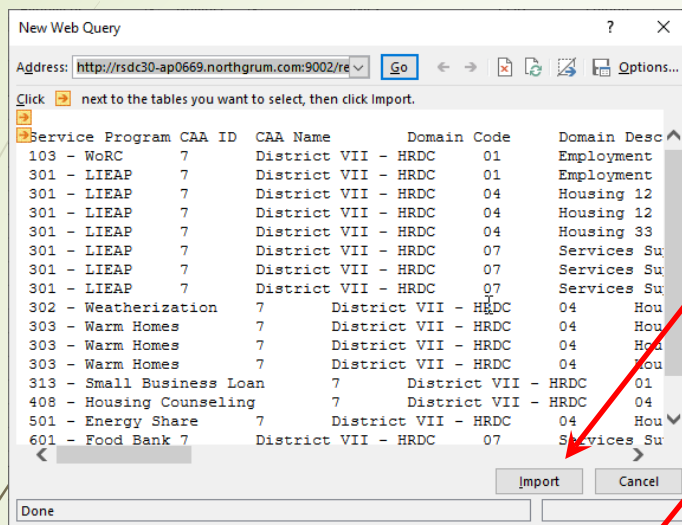 New Web Query ? X
Address: http://rsdc30-ap0669.northgrum.com:9002/re Go Options...
Click next to the tables you want to select, then click Import.
Service Program CAA ID CAA Name Domain Code Domain Desc
103 - WoRC 7 District VII - HRDC 01 Employment
301 - LIEAP 7 District VII - HRDC 01 Employment
301 - LIEAP 7 District VII - HRDC 04 Housing 12
301 - LIEAP 7 District VII - HRDC 04 Housing 12
301 - LIEAP 7 District VII - HRDC 04 Housing 33
301 - LIEAP 7 District VII - HRDC 07 Services Su
301 - LIEAP 7 District VII - HRDC 07 Services Su
301 - LIEAP 7 District VII - HRDC 07 Services Su
302 - Weatherization 7 District VII - HRDC 04 Hou
303 - Warm Homes 7 District VII - HRDC 04 Hou
303 - Warm Homes 7 District VII - HRDC 04 Hou
303 - Warm Homes 7 District VII - HRDC 04 Hou
313 - Small Business Loan 7 District VII - HRDC 01
408 - Housing Counseling 7 District VII - HRDC 04
501 - Energy Share 7 District VII - HRDC 04 Hou
601 - Food Bank 7 District VII - HRDC 07 Services Su
Import Cancel
Done